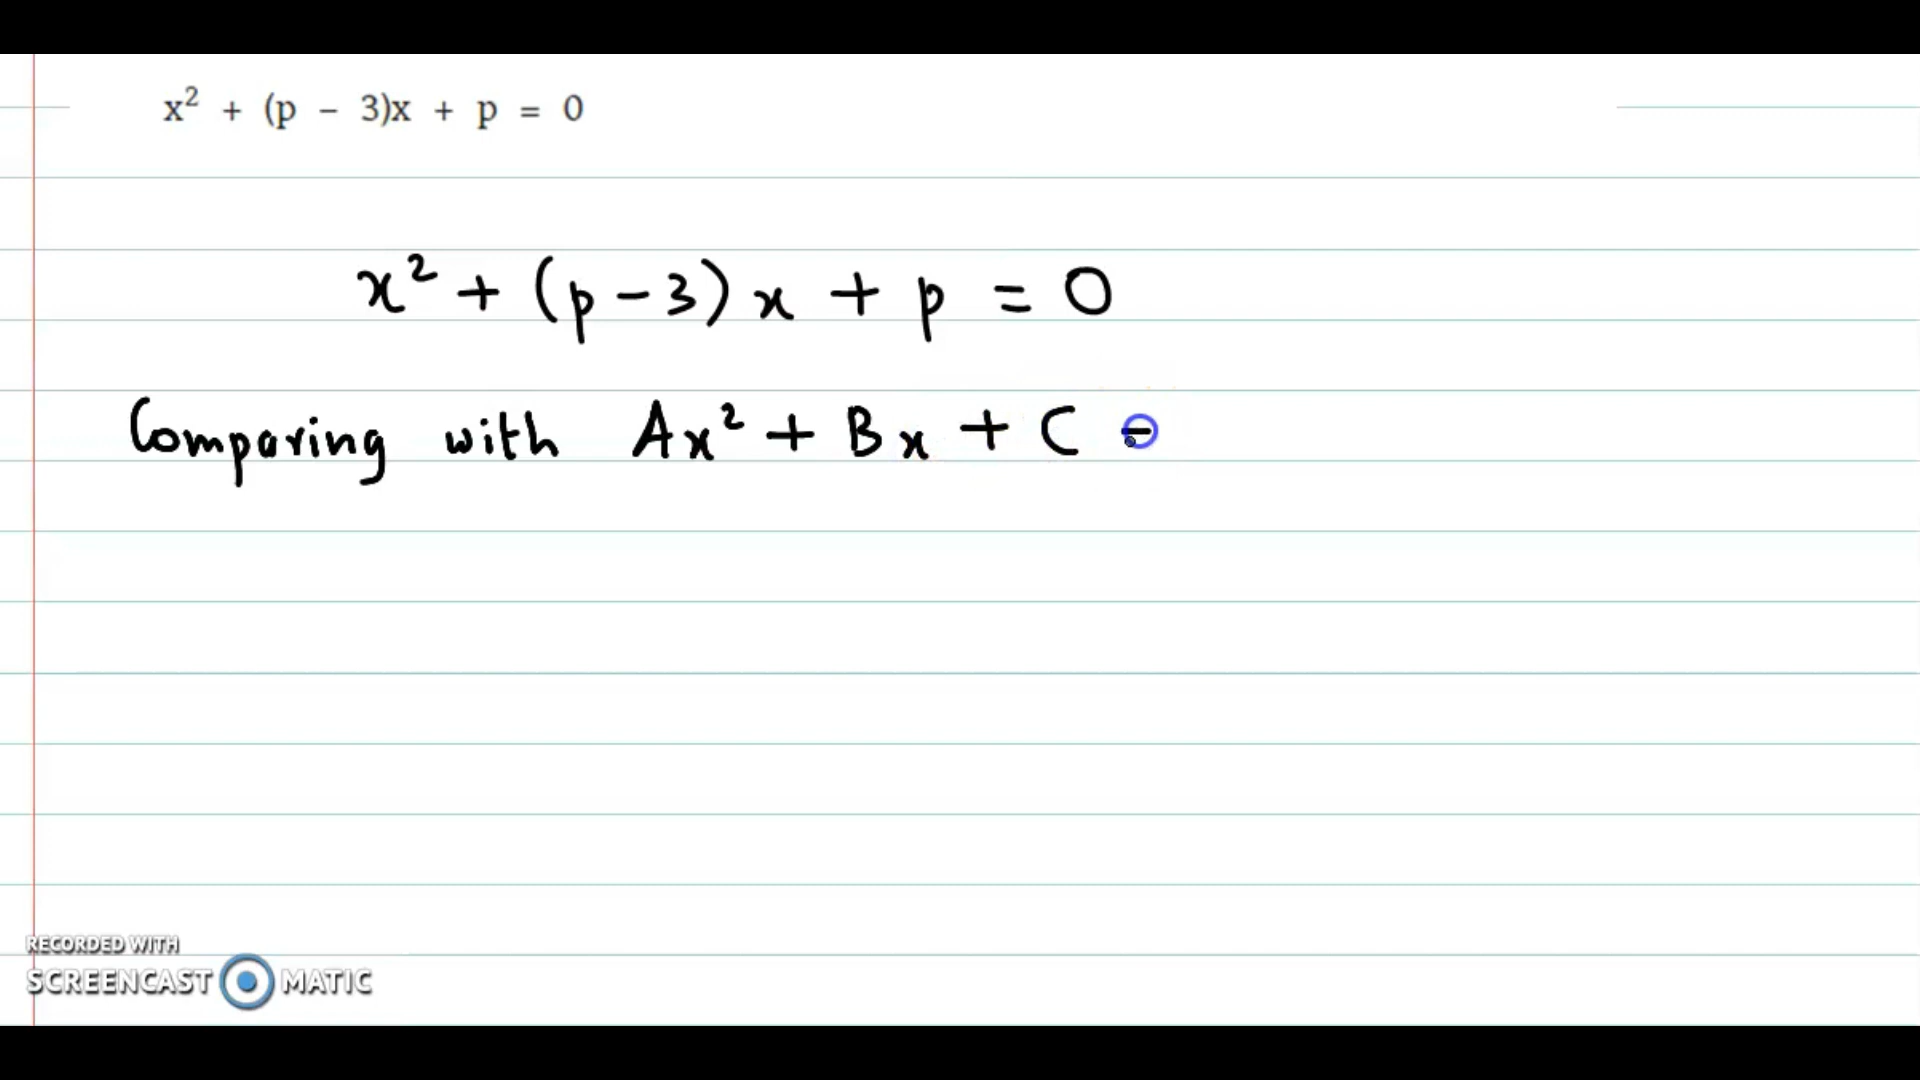 x² + (p − 3)x + p = 0
x² + (p − 3) x + p = 0
Comparing with Ax² + Bx + C =
RECORDED WITH
SCREENCAST MATIC